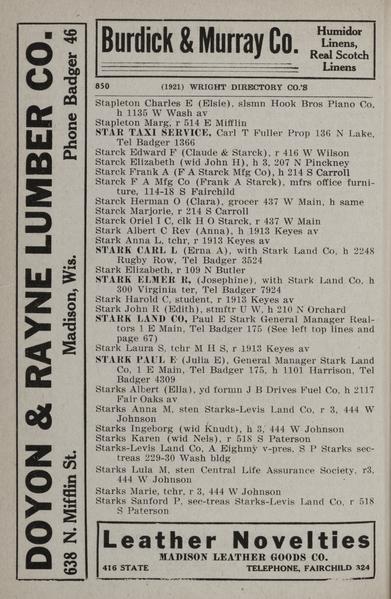 DOYON & RAYNE LUMBER CO.
638 N. Mifflin St. Madison, Wis. Phone Badger 46
Burdick & Murray Co.
Humidor
Linens,
Real Scotch
Linens
850 (1921) WRIGHT DIRECTORY CO.'S
Stapleton Charles E (Elsie), slsmn Hook Bros Piano Co,
h 1135 W Wash av
Stapleton Marg, r 514 E Mifflin
STAR TAXI SERVICE, Carl T Fuller Prop 136 N Lake,
Tel Badger 1366
Starck Edward F (Claude & Starck), r 416 W Wilson
Starck Elizabeth (wid John H), h 3, 207 N Pinckney
Starck Frank A (F A Starck Mfg Co), h 214 S Carroll
Starck F A Mfg Co (Frank A Starck), mfrs office furni-
ture, 114-18 S Fairchild
Starck Herman O (Clara), grocer 437 W Main, h same
Starck Marjorie, r 214 S Carroll
Starck Oriel I C, clk H O Starck, r 437 W Main
Stark Albert C Rev (Anna), h 1913 Keyes av
Stark Anna L, tchr, r 1913 Keyes av
STARK CARL L (Erna A), with Stark Land Co, h 2248
Rugby Row, Tel Badger 3524
Stark Elizabeth, r 109 N Butler
STARK ELMER R, (Josephine), with Stark Land Co, h
300 Virginia ter, Tel Badger 7924
Stark Harold C, student, r 1913 Keyes av
Stark John R (Edith), stmftr U W, h 210 N Orchard
STARK LAND CO, Paul E Stark General Manager Real-
tors 1 E Main, Tel Badger 175 (See left top lines and
page 67)
Stark Laura S, tchr M H S, r 1913 Keyes av
STARK PAUL E (Julia E), General Manager Stark Land
Co, 1 E Main, Tel Badger 175, h 1101 Harrison, Tel
Badger 4309
Starks Albert (Ella), yd formn J B Drives Fuel Co, h 2117
Fair Oaks av
Starks Anna M, sten Starks-Levis Land Co, r 3, 444 W
Johnson
Starks Ingeborg (wid Knudt), h 3, 444 W Johnson
Starks Karen (wid Nels), r 518 S Paterson
Starks-Levis Land Co, A Eighmy v-pres, S P Starks sec-
treas 229-30 Wash bldg
Starks Lula M, sten Central Life Assurance Society, r3,
444 W Johnson
Starks Marie, tchr, r 3, 444 W Johnson
Starks Sanford P, sec-treas Starks-Levis Land Co, r 518
S Paterson
Leather Novelties
MADISON LEATHER GOODS CO.
416 STATE TELEPHONE, FAIRCHILD 324